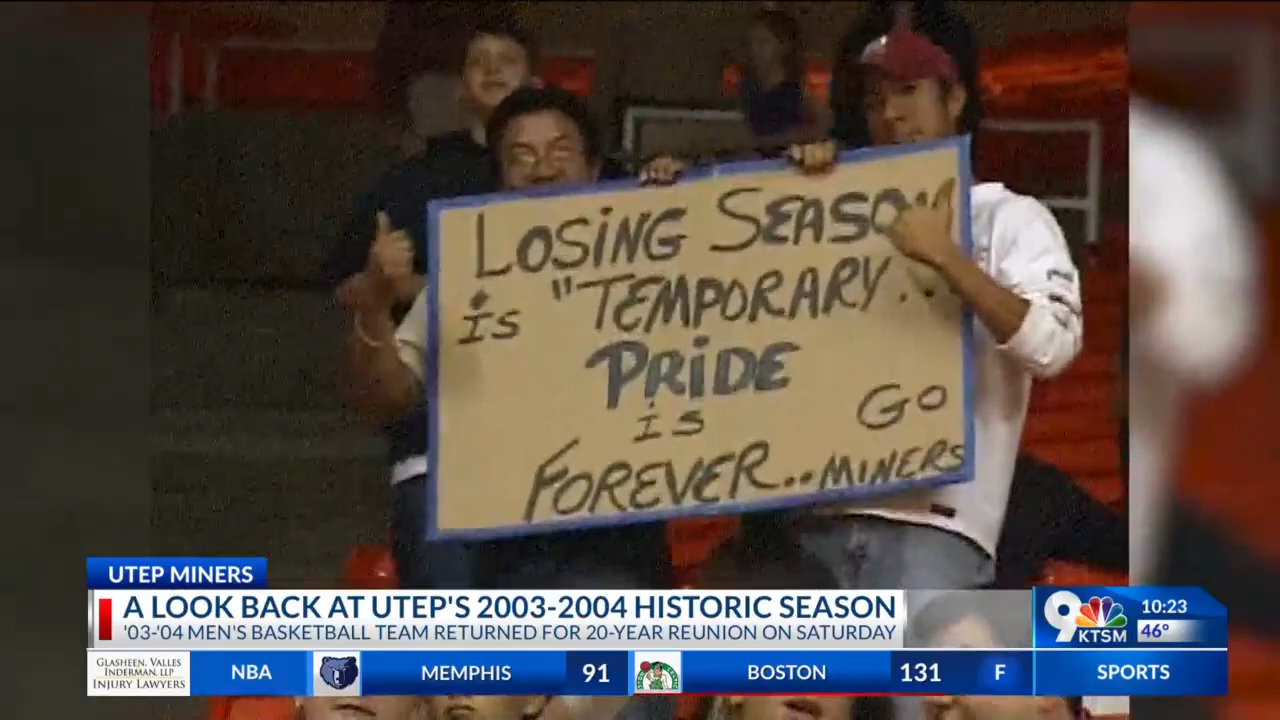 LOSING SEASON
is "TEMPORARY..
PRIDE
is
GO
FOREVER.. MINERS
UTEP MINERS
A LOOK BACK AT UTEP'S 2003-2004 HISTORIC SEASON
'03-'04 MEN'S BASKETBALL TEAM RETURNED FOR 20-YEAR REUNION ON SATURDAY
9 KTSM
10:23
46°
GLASHEEN, VALLES
INDERMAN, LLP
INJURY LAWYERS
NBA
MEMPHIS 91
BOSTON 131 F
SPORTS